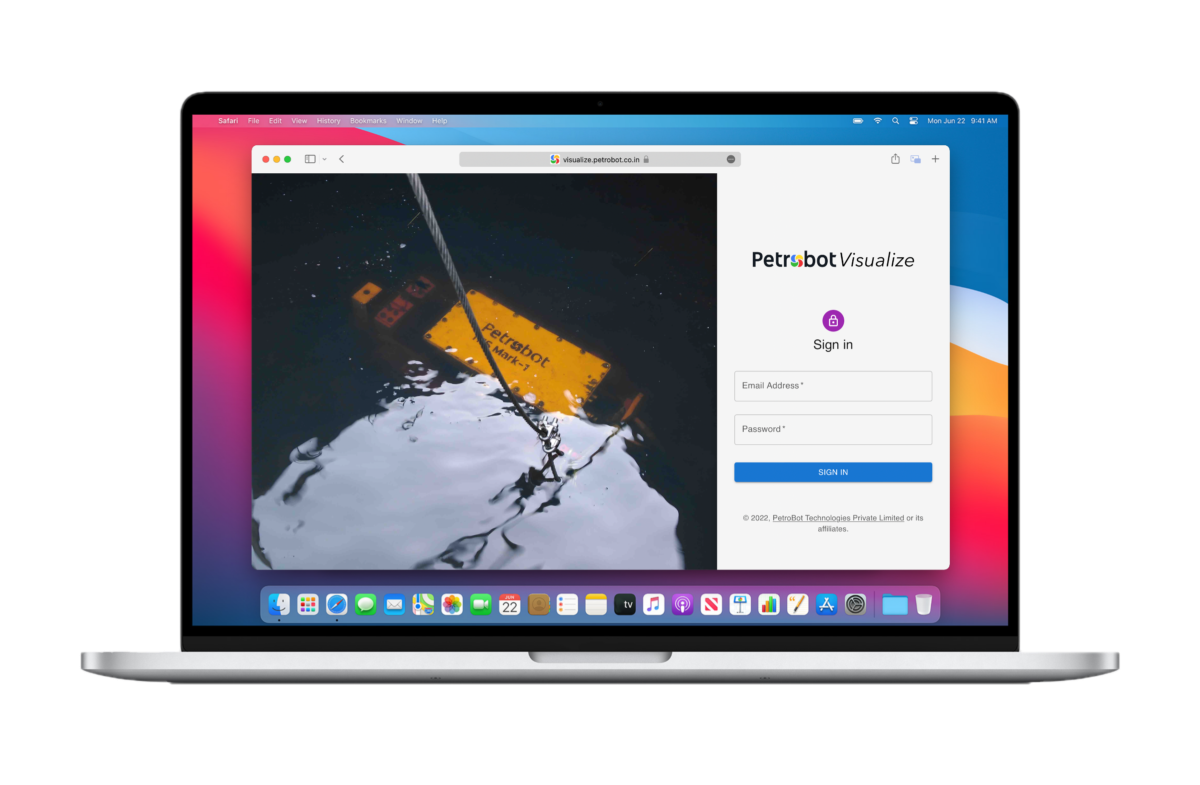 Safari File Edit View History Bookmarks Window Help
Mon Jun 22 9:41 AM
visualize.petrobot.co.in
Petrobot
Mark-1
Petrobot Visualize
Sign in
Email Address *
Password *
SIGN IN
© 2022, PetroBot Technologies Private Limited or its
affiliates.
JUN
22
tv